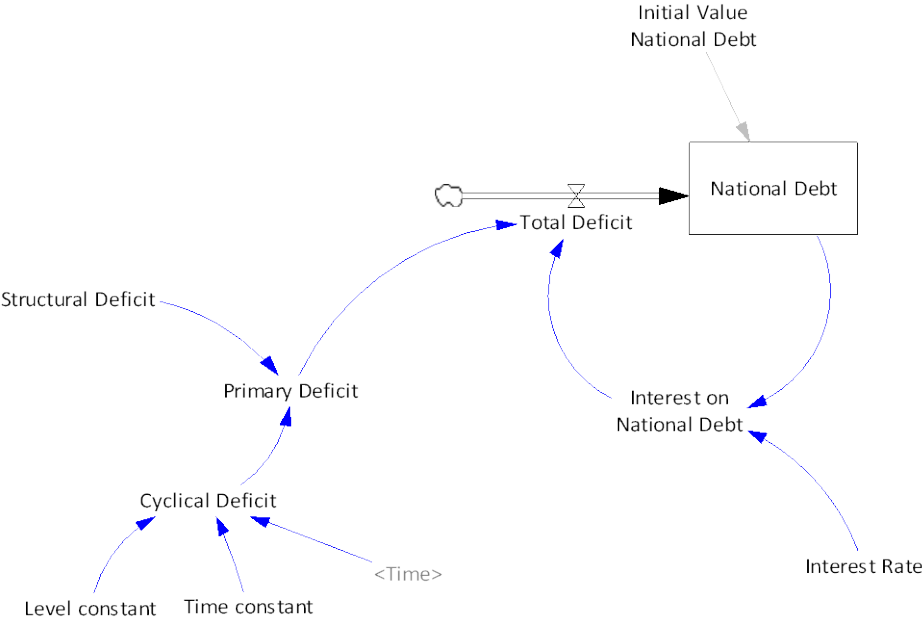 Initial Value
National Debt
National Debt
Total Deficit
Structural Deficit
Primary Deficit
Interest on
National Debt
Cyclical Deficit
<Time>
Interest Rate
Level constant
Time constant